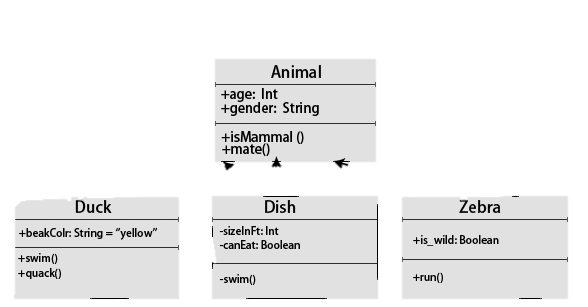 Animal
+age: Int
+gender: String
+isMammal ()
+mate()
Duck
+beakColr: String = “yellow”
+swim()
+quack()
Dish
-sizeInFt: Int
-canEat: Boolean
-swim()
Zebra
+is_wild: Boolean
+run()